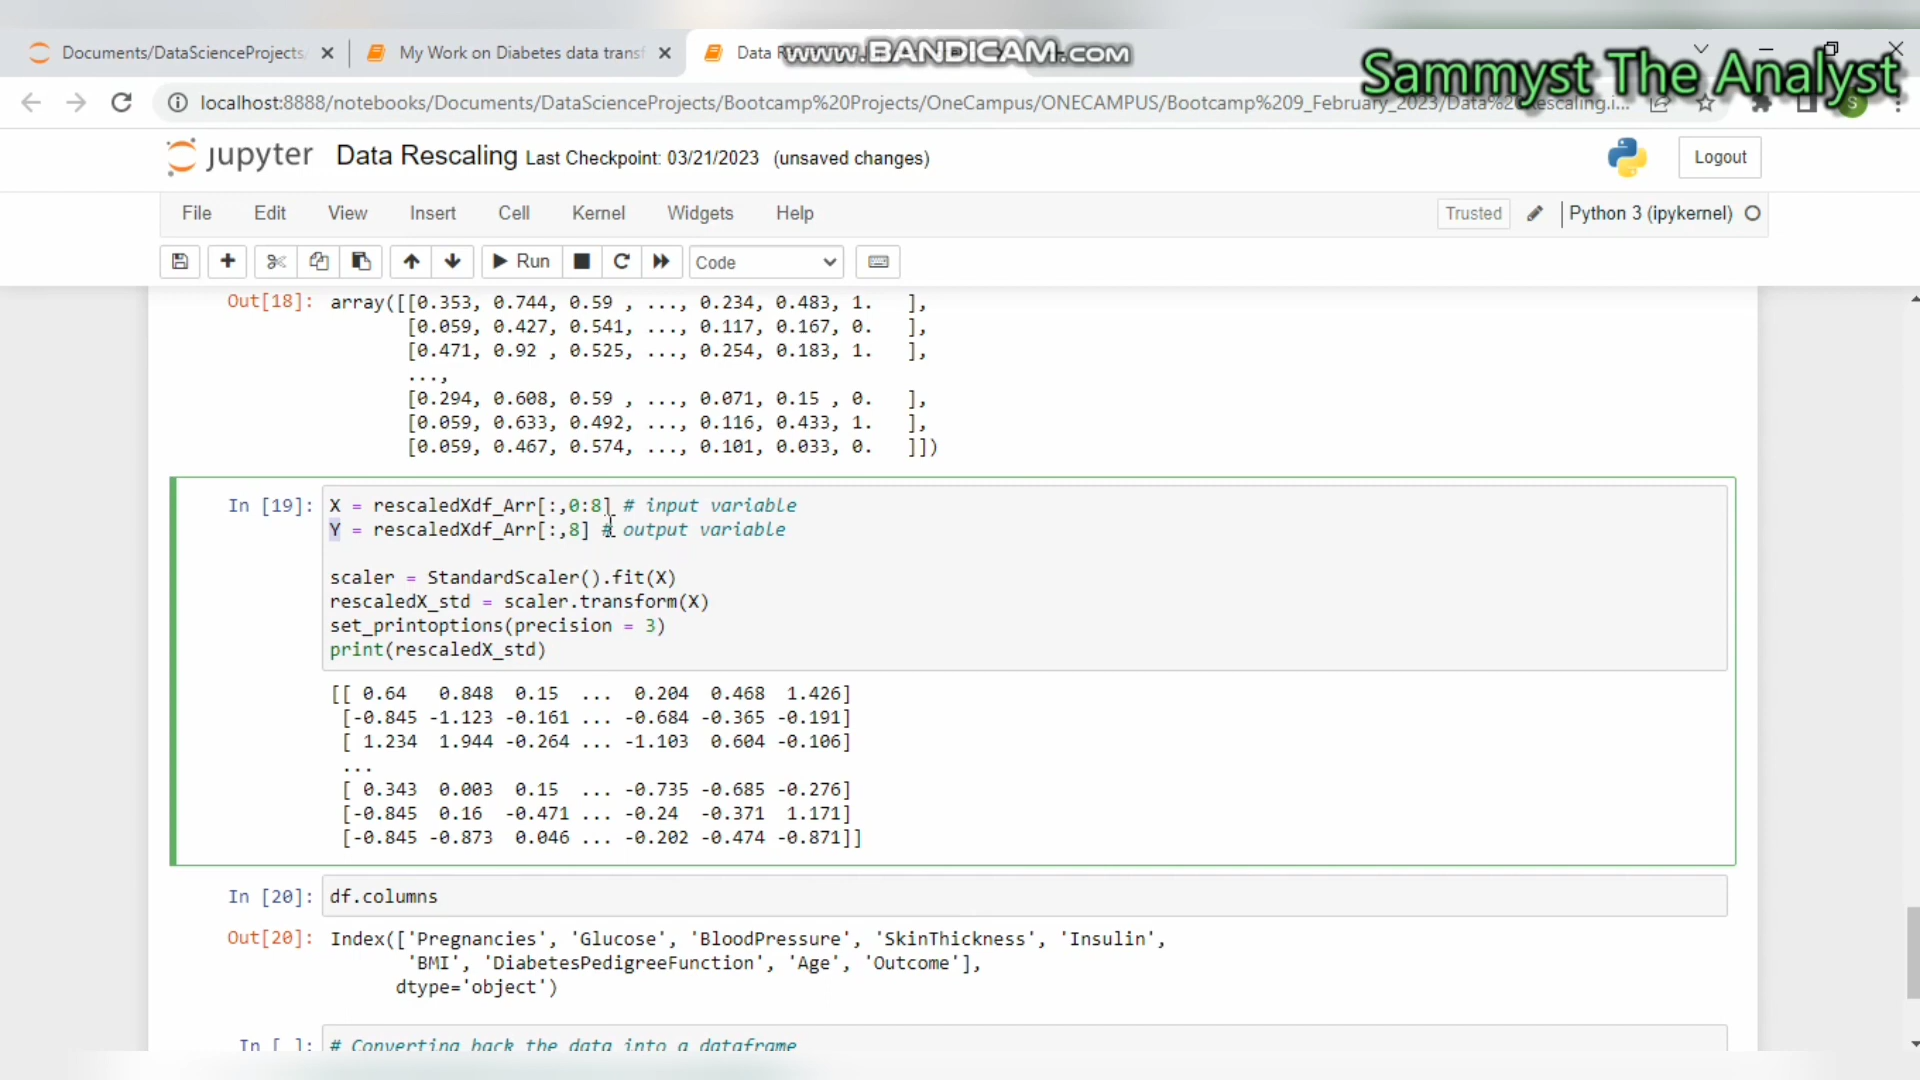 Documents/DataScienceProjects/
My Work on Diabetes data transf
Data R
www.BANDICAM.com
Sammyst The Analyst
localhost:8888/notebooks/Documents/DataScienceProjects/Bootcamp%20Projects/OneCampus/ONECAMPUS/Bootcamp%209_February_2023/Data%20Rescaling.i...
S
jupyter Data Rescaling Last Checkpoint: 03/21/2023 (unsaved changes)
Logout
File Edit View Insert Cell Kernel Widgets Help
Trusted
Python 3 (ipykernel)
Run
Code
Out[18]: array([[0.353, 0.744, 0.59 , ..., 0.234, 0.483, 1.   ],
[0.059, 0.427, 0.541, ..., 0.117, 0.167, 0.   ],
[0.471, 0.92 , 0.525, ..., 0.254, 0.183, 1.   ],
...,
[0.294, 0.608, 0.59 , ..., 0.071, 0.15 , 0.   ],
[0.059, 0.633, 0.492, ..., 0.116, 0.433, 1.   ],
[0.059, 0.467, 0.574, ..., 0.101, 0.033, 0.   ]])
In [19]: X = rescaledXdf_Arr[:,0:8] # input variable
Y = rescaledXdf_Arr[:,8] # output variable
scaler = StandardScaler().fit(X)
rescaledX_std = scaler.transform(X)
set_printoptions(precision = 3)
print(rescaledX_std)
[[ 0.64   0.848  0.15  ...  0.204  0.468  1.426]
[-0.845 -1.123 -0.161 ... -0.684 -0.365 -0.191]
[ 1.234  1.944 -0.264 ... -1.103  0.604 -0.106]
...
[ 0.343  0.003  0.15  ... -0.735 -0.685 -0.276]
[-0.845  0.16  -0.471 ... -0.24  -0.371  1.171]
[-0.845 -0.873  0.046 ... -0.202 -0.474 -0.871]]
In [20]: df.columns
Out[20]: Index(['Pregnancies', 'Glucose', 'BloodPressure', 'SkinThickness', 'Insulin',
'BMI', 'DiabetesPedigreeFunction', 'Age', 'Outcome'],
dtype='object')
In [ ]: # Converting back the data into a dataframe